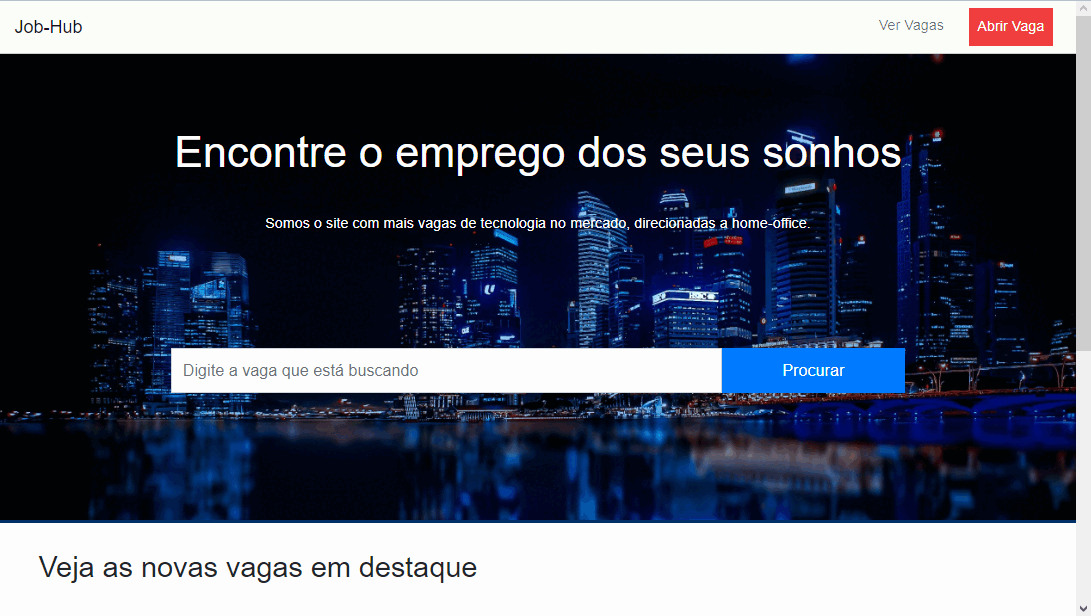 Job-Hub
Ver Vagas
Abrir Vaga
Encontre o emprego dos seus sonhos
Somos o site com mais vagas de tecnologia no mercado, direcionadas a home-office.
HSBC
Digite a vaga que está buscando
Procurar
Veja as novas vagas em destaque